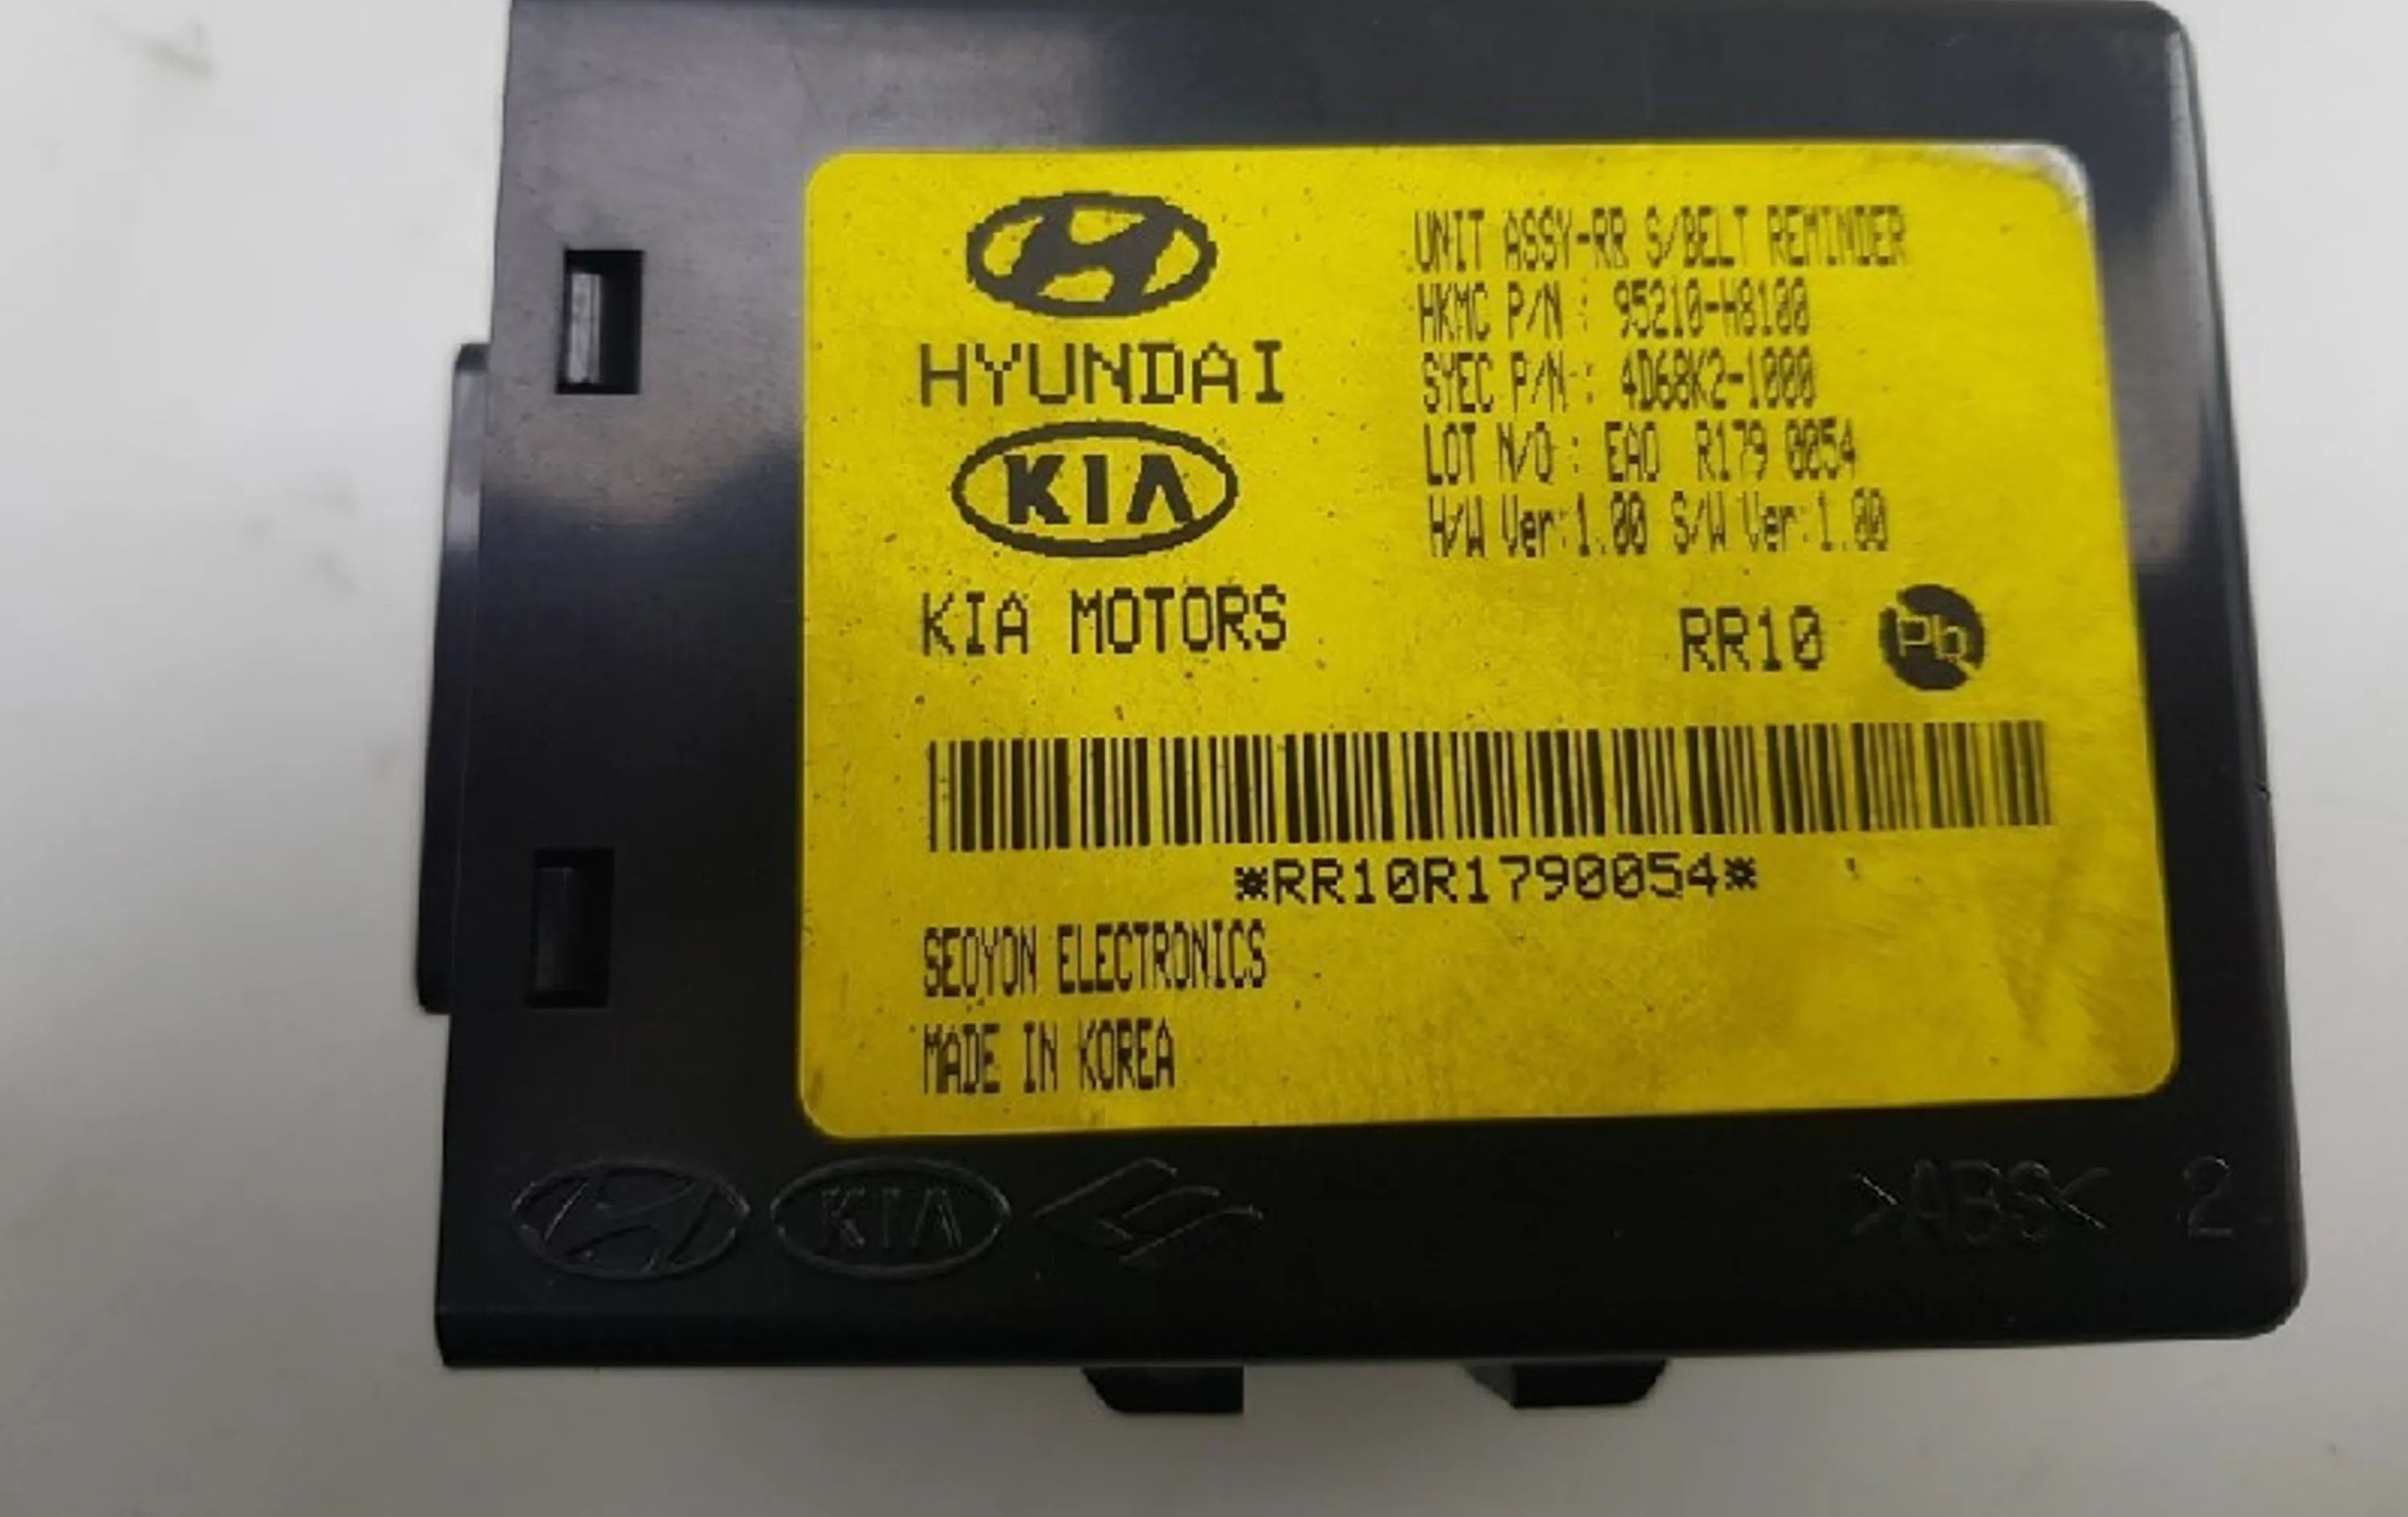 HYUNDAI
KIA
KIA MOTORS
UNIT ASSY-RR S/BELT REMINDER
HKMC P/N : 95210-H8100
SYEC P/N : 4D68K2-1000
LOT N/O : EAO R179 0054
H/W Ver:1.00 S/W Ver:1.00
RR10 Pb
*RR10R1790054*
SEOYON ELECTRONICS
MADE IN KOREA
KIA >ABS< 2